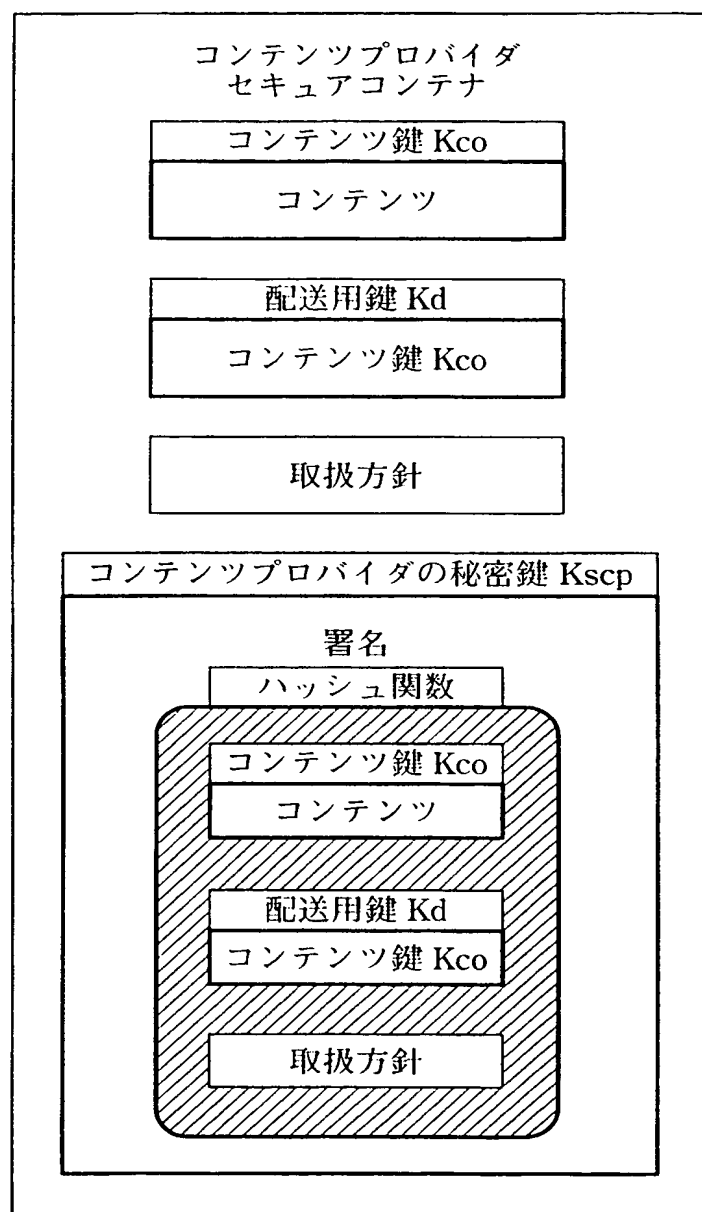 コンテンツプロバイダ
セキュアコンテナ
コンテンツ鍵 Kco
コンテンツ
配送用鍵 Kd
コンテンツ鍵 Kco
取扱方針
コンテンツプロバイダの秘密鍵 Kscp
署名
ハッシュ関数
コンテンツ鍵 Kco
コンテンツ
配送用鍵 Kd
コンテンツ鍵 Kco
取扱方針